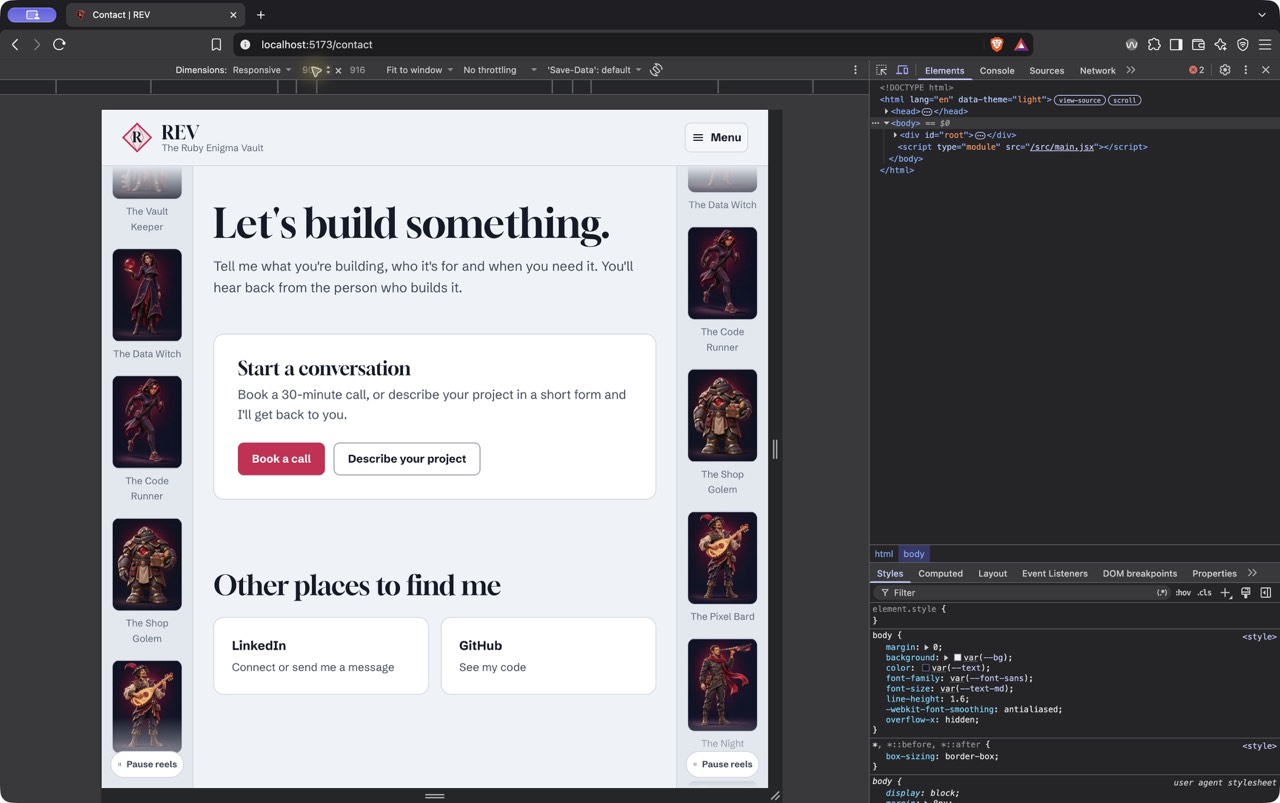 Contact | REV
localhost:5173/contact
Dimensions: Responsive
× 916
Fit to window
No throttling
'Save-Data': default
Elements
Console
Sources
Network
2
<!DOCTYPE html>
<html lang="en" data-theme="light">
view-source
scroll
<head>
</head>
<body> == $0
<div id="root">
</div>
<script type="module" src="/src/main.jsx"></script>
</body>
</html>
R
REV
The Ruby Enigma Vault
Menu
The Vault
Keeper
The Data Witch
The Code
Runner
The Shop
Golem
Pause reels
Let's build something.
Tell me what you're building, who it's for and when you need it. You'll
hear back from the person who builds it.
Start a conversation
Book a 30-minute call, or describe your project in a short form and
I'll get back to you.
Book a call
Describe your project
Other places to find me
LinkedIn
Connect or send me a message
GitHub
See my code
The Data Witch
The Code
Runner
The Shop
Golem
The Pixel Bard
The Night
Pause reels
html
body
Styles
Computed
Layout
Event Listeners
DOM breakpoints
Properties
Filter
:hov
.cls
element.style {
}
body {
<style>
margin: 0;
background: var(--bg);
color: var(--text);
font-family: var(--font-sans);
font-size: var(--text-md);
line-height: 1.6;
-webkit-font-smoothing: antialiased;
overflow-x: hidden;
}
*, *::before, *::after {
<style>
box-sizing: border-box;
}
body {
user agent stylesheet
display: block;